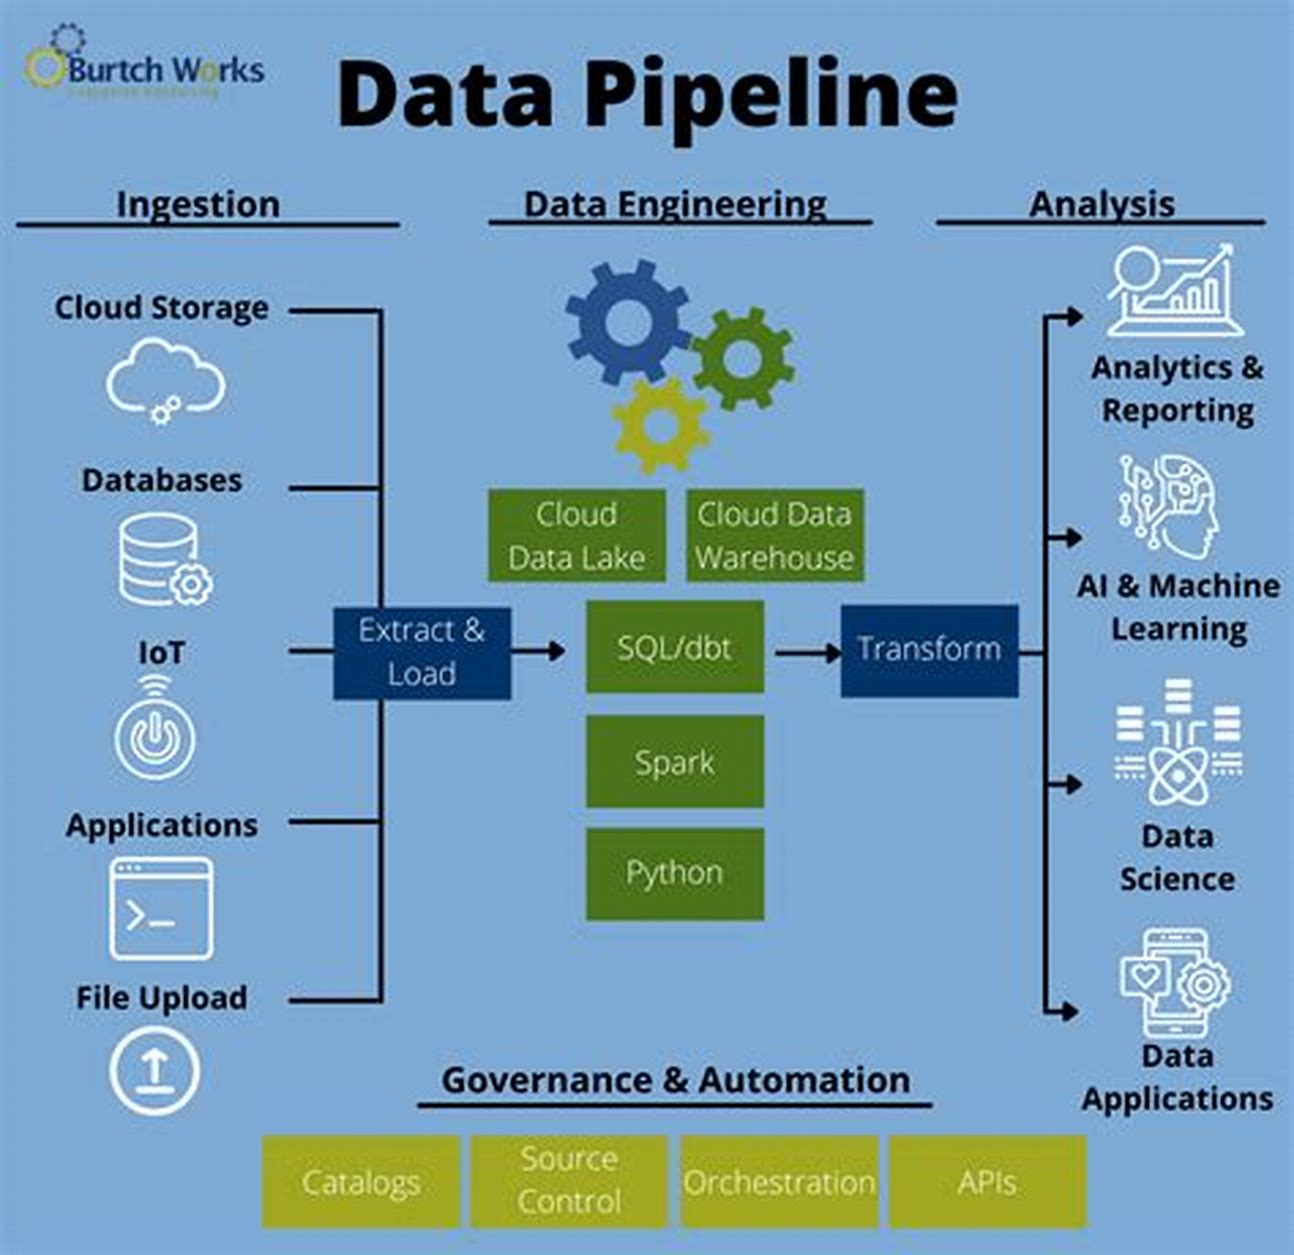 Burtch Works
Data Pipeline
Ingestion
Cloud Storage
Databases
IoT
Applications
File Upload
Extract &
Load
Data Engineering
Cloud
Data Lake
Cloud Data
Warehouse
SQL/dbt
Spark
Python
Transform
Analysis
Analytics &
Reporting
AI & Machine
Learning
Data
Science
Data
Applications
Governance & Automation
Catalogs
Source
Control
Orchestration
APIs